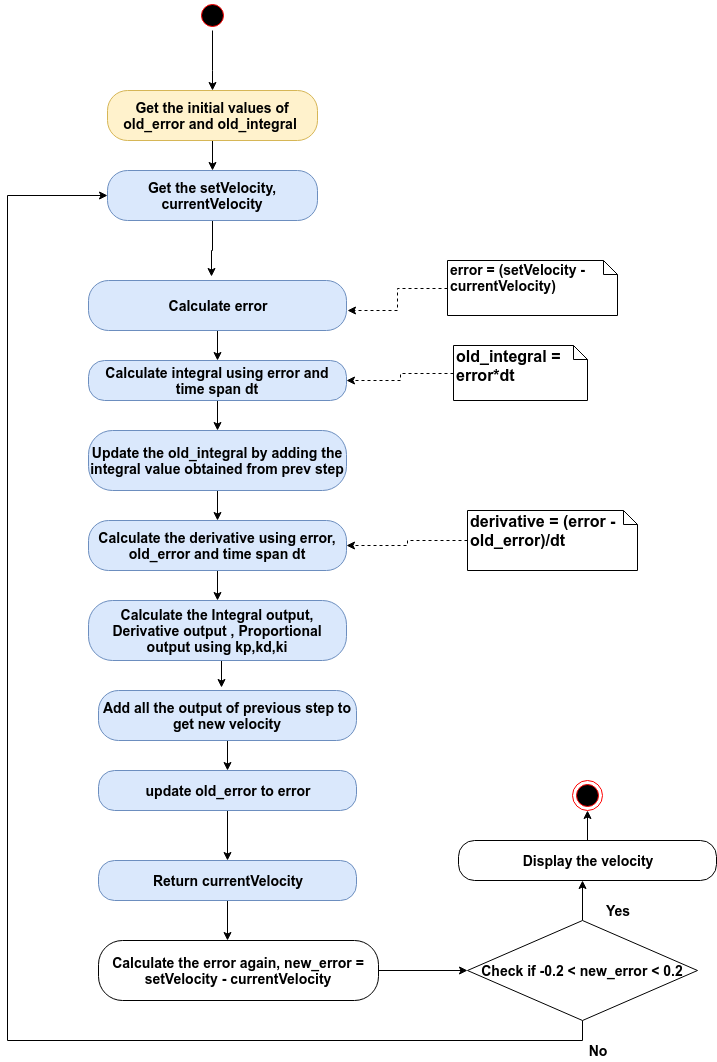 Get the initial values of
old_error and old_integral
Get the setVelocity,
currentVelocity
error = (setVelocity -
currentVelocity)
Calculate error
old_integral =
error*dt
Calculate integral using error and
time span dt
Update the old_integral by adding the
integral value obtained from prev step
derivative = (error -
old_error)/dt
Calculate the derivative using error,
old_error and time span dt
Calculate the Integral output,
Derivative output , Proportional
output using kp,kd,ki
Add all the output of previous step to
get new velocity
update old_error to error
Return currentVelocity
Calculate the error again, new_error =
setVelocity - currentVelocity
Check if -0.2 < new_error < 0.2
Yes
Display the velocity
No